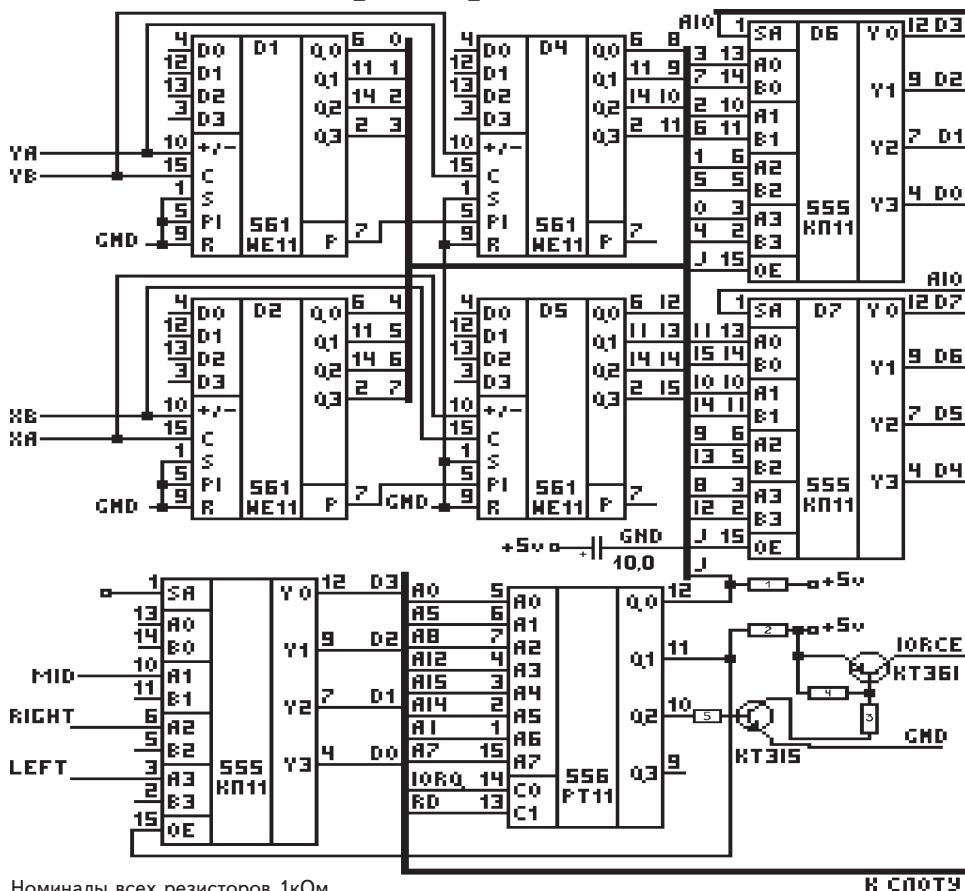 A10 1 SA D6 Y0 12 D3
4 D0 D1 Q0 6 0
12 D1 Q1 11 1
13 D2 Q2 14 2
3 D3 Q3 2 3
10 +/-
15 C
1 S
5 PI
9 R
561 ИЕ11 P 7
YA
YB
GND
4 D0 D4 Q0 6 8
12 D1 Q1 11 9
13 D2 Q2 14 10
3 D3 Q3 2 11
10 +/-
15 C
1 S
5 PI
9 R
561 ИЕ11 P 7
3 13 A0
7 14 B0 Y1 9 D2
2 10 A1
6 11 B1 Y2 7 D1
1 6 A2
5 5 B2 Y3 4 D0
0 3 A3
4 2 B3
J 15 OE
555 КП11
4 D0 D2 Q0 6 4
12 D1 Q1 11 5
13 D2 Q2 14 6
3 D3 Q3 2 7
10 +/-
15 C
1 S
5 PI
9 R
561 ИЕ11 P 7
XB
XA
GND
4 D0 D5 Q0 6 12
12 D1 Q1 11 13
13 D2 Q2 14 14
3 D3 Q3 2 15
10 +/-
15 C
1 S
5 PI
9 R
561 ИЕ11 P 7
GND
A10
1 SA D7 Y0 12 D7
11 13 A0
15 14 B0 Y1 9 D6
10 10 A1
14 11 B1 Y2 7 D5
9 6 A2
13 5 B2 Y3 4 D4
8 3 A3
12 2 B3
J 15 OE
555 КП11
+5v + 10,0 GND
J
1 SA Y0 12 D3
13 A0
14 B0 Y1 9 D2
MID 10 A1
11 B1 Y2 7 D1
RIGHT 6 A2
5 B2 Y3 4 D0
LEFT 3 A3
2 B3
15 OE
555 КП11
A0 5 A0 Q0 12
A5 6 A1
A8 7 A2 Q1 11
A12 4 A3
A15 3 A4
A14 2 A5 Q2 10
A1 1 A6
A7 15 A7 Q3 9
IORQ 14 C0
RD 13 C1
556 РТ11
1 +5v
2 +5v
IORCE
КТ361
4
3
5
КТ315
GND
Номиналы всех резисторов 1кОм
К СЛОТУ